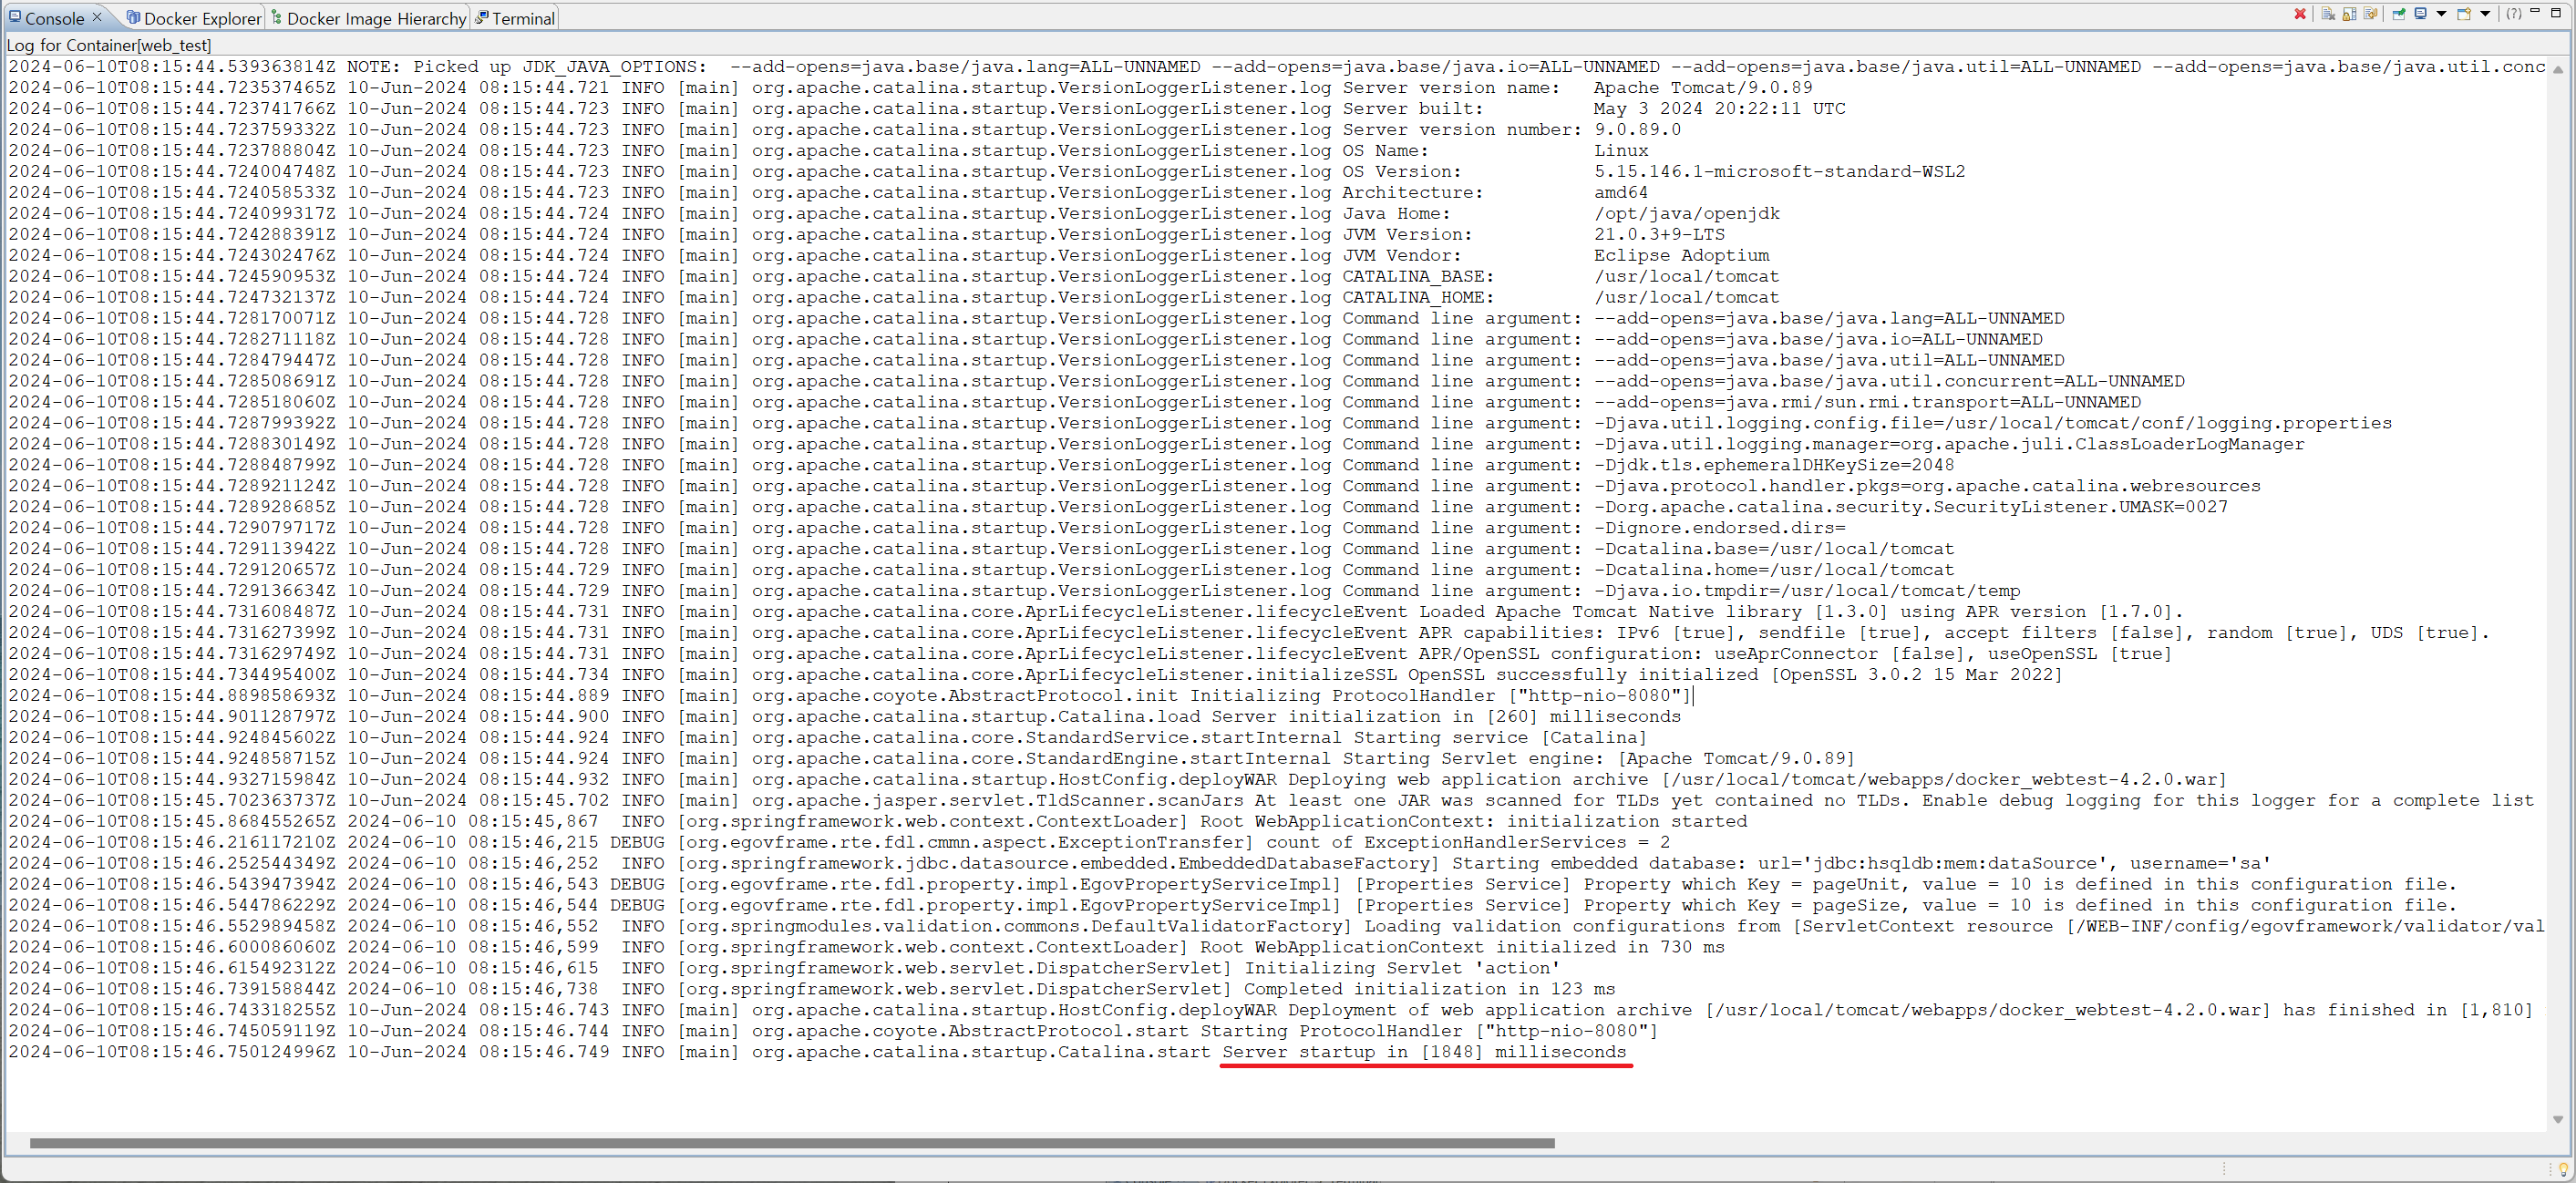 Console Docker Explorer Docker Image Hierarchy Terminal
Log for Container[web_test]
2024-06-10T08:15:44.539363814Z NOTE: Picked up JDK_JAVA_OPTIONS:  --add-opens=java.base/java.lang=ALL-UNNAMED --add-opens=java.base/java.io=ALL-UNNAMED --add-opens=java.base/java.util=ALL-UNNAMED --add-opens=java.base/java.util.conc
2024-06-10T08:15:44.723537465Z 10-Jun-2024 08:15:44.721 INFO [main] org.apache.catalina.startup.VersionLoggerListener.log Server version name:   Apache Tomcat/9.0.89
2024-06-10T08:15:44.723741766Z 10-Jun-2024 08:15:44.723 INFO [main] org.apache.catalina.startup.VersionLoggerListener.log Server built:          May 3 2024 20:22:11 UTC
2024-06-10T08:15:44.723759332Z 10-Jun-2024 08:15:44.723 INFO [main] org.apache.catalina.startup.VersionLoggerListener.log Server version number: 9.0.89.0
2024-06-10T08:15:44.723788804Z 10-Jun-2024 08:15:44.723 INFO [main] org.apache.catalina.startup.VersionLoggerListener.log OS Name:               Linux
2024-06-10T08:15:44.724004748Z 10-Jun-2024 08:15:44.723 INFO [main] org.apache.catalina.startup.VersionLoggerListener.log OS Version:            5.15.146.1-microsoft-standard-WSL2
2024-06-10T08:15:44.724058533Z 10-Jun-2024 08:15:44.723 INFO [main] org.apache.catalina.startup.VersionLoggerListener.log Architecture:          amd64
2024-06-10T08:15:44.724099317Z 10-Jun-2024 08:15:44.724 INFO [main] org.apache.catalina.startup.VersionLoggerListener.log Java Home:             /opt/java/openjdk
2024-06-10T08:15:44.724288391Z 10-Jun-2024 08:15:44.724 INFO [main] org.apache.catalina.startup.VersionLoggerListener.log JVM Version:           21.0.3+9-LTS
2024-06-10T08:15:44.724302476Z 10-Jun-2024 08:15:44.724 INFO [main] org.apache.catalina.startup.VersionLoggerListener.log JVM Vendor:            Eclipse Adoptium
2024-06-10T08:15:44.724590953Z 10-Jun-2024 08:15:44.724 INFO [main] org.apache.catalina.startup.VersionLoggerListener.log CATALINA_BASE:         /usr/local/tomcat
2024-06-10T08:15:44.724732137Z 10-Jun-2024 08:15:44.724 INFO [main] org.apache.catalina.startup.VersionLoggerListener.log CATALINA_HOME:         /usr/local/tomcat
2024-06-10T08:15:44.728170071Z 10-Jun-2024 08:15:44.728 INFO [main] org.apache.catalina.startup.VersionLoggerListener.log Command line argument: --add-opens=java.base/java.lang=ALL-UNNAMED
2024-06-10T08:15:44.728271118Z 10-Jun-2024 08:15:44.728 INFO [main] org.apache.catalina.startup.VersionLoggerListener.log Command line argument: --add-opens=java.base/java.io=ALL-UNNAMED
2024-06-10T08:15:44.728479447Z 10-Jun-2024 08:15:44.728 INFO [main] org.apache.catalina.startup.VersionLoggerListener.log Command line argument: --add-opens=java.base/java.util=ALL-UNNAMED
2024-06-10T08:15:44.728508691Z 10-Jun-2024 08:15:44.728 INFO [main] org.apache.catalina.startup.VersionLoggerListener.log Command line argument: --add-opens=java.base/java.util.concurrent=ALL-UNNAMED
2024-06-10T08:15:44.728518060Z 10-Jun-2024 08:15:44.728 INFO [main] org.apache.catalina.startup.VersionLoggerListener.log Command line argument: --add-opens=java.rmi/sun.rmi.transport=ALL-UNNAMED
2024-06-10T08:15:44.728799392Z 10-Jun-2024 08:15:44.728 INFO [main] org.apache.catalina.startup.VersionLoggerListener.log Command line argument: -Djava.util.logging.config.file=/usr/local/tomcat/conf/logging.properties
2024-06-10T08:15:44.728830149Z 10-Jun-2024 08:15:44.728 INFO [main] org.apache.catalina.startup.VersionLoggerListener.log Command line argument: -Djava.util.logging.manager=org.apache.juli.ClassLoaderLogManager
2024-06-10T08:15:44.728848799Z 10-Jun-2024 08:15:44.728 INFO [main] org.apache.catalina.startup.VersionLoggerListener.log Command line argument: -Djdk.tls.ephemeralDHKeySize=2048
2024-06-10T08:15:44.728921124Z 10-Jun-2024 08:15:44.728 INFO [main] org.apache.catalina.startup.VersionLoggerListener.log Command line argument: -Djava.protocol.handler.pkgs=org.apache.catalina.webresources
2024-06-10T08:15:44.728928685Z 10-Jun-2024 08:15:44.728 INFO [main] org.apache.catalina.startup.VersionLoggerListener.log Command line argument: -Dorg.apache.catalina.security.SecurityListener.UMASK=0027
2024-06-10T08:15:44.729079717Z 10-Jun-2024 08:15:44.728 INFO [main] org.apache.catalina.startup.VersionLoggerListener.log Command line argument: -Dignore.endorsed.dirs=
2024-06-10T08:15:44.729113942Z 10-Jun-2024 08:15:44.728 INFO [main] org.apache.catalina.startup.VersionLoggerListener.log Command line argument: -Dcatalina.base=/usr/local/tomcat
2024-06-10T08:15:44.729120657Z 10-Jun-2024 08:15:44.729 INFO [main] org.apache.catalina.startup.VersionLoggerListener.log Command line argument: -Dcatalina.home=/usr/local/tomcat
2024-06-10T08:15:44.729136634Z 10-Jun-2024 08:15:44.729 INFO [main] org.apache.catalina.startup.VersionLoggerListener.log Command line argument: -Djava.io.tmpdir=/usr/local/tomcat/temp
2024-06-10T08:15:44.731608487Z 10-Jun-2024 08:15:44.731 INFO [main] org.apache.catalina.core.AprLifecycleListener.lifecycleEvent Loaded Apache Tomcat Native library [1.3.0] using APR version [1.7.0].
2024-06-10T08:15:44.731627399Z 10-Jun-2024 08:15:44.731 INFO [main] org.apache.catalina.core.AprLifecycleListener.lifecycleEvent APR capabilities: IPv6 [true], sendfile [true], accept filters [false], random [true], UDS [true].
2024-06-10T08:15:44.731629749Z 10-Jun-2024 08:15:44.731 INFO [main] org.apache.catalina.core.AprLifecycleListener.lifecycleEvent APR/OpenSSL configuration: useAprConnector [false], useOpenSSL [true]
2024-06-10T08:15:44.734495400Z 10-Jun-2024 08:15:44.734 INFO [main] org.apache.catalina.core.AprLifecycleListener.initializeSSL OpenSSL successfully initialized [OpenSSL 3.0.2 15 Mar 2022]
2024-06-10T08:15:44.889858693Z 10-Jun-2024 08:15:44.889 INFO [main] org.apache.coyote.AbstractProtocol.init Initializing ProtocolHandler ["http-nio-8080"]
2024-06-10T08:15:44.901128797Z 10-Jun-2024 08:15:44.900 INFO [main] org.apache.catalina.startup.Catalina.load Server initialization in [260] milliseconds
2024-06-10T08:15:44.924845602Z 10-Jun-2024 08:15:44.924 INFO [main] org.apache.catalina.core.StandardService.startInternal Starting service [Catalina]
2024-06-10T08:15:44.924858715Z 10-Jun-2024 08:15:44.924 INFO [main] org.apache.catalina.core.StandardEngine.startInternal Starting Servlet engine: [Apache Tomcat/9.0.89]
2024-06-10T08:15:44.932715984Z 10-Jun-2024 08:15:44.932 INFO [main] org.apache.catalina.startup.HostConfig.deployWAR Deploying web application archive [/usr/local/tomcat/webapps/docker_webtest-4.2.0.war]
2024-06-10T08:15:45.702363737Z 10-Jun-2024 08:15:45.702 INFO [main] org.apache.jasper.servlet.TldScanner.scanJars At least one JAR was scanned for TLDs yet contained no TLDs. Enable debug logging for this logger for a complete list
2024-06-10T08:15:45.868455265Z 2024-06-10 08:15:45,867  INFO [org.springframework.web.context.ContextLoader] Root WebApplicationContext: initialization started
2024-06-10T08:15:46.216117210Z 2024-06-10 08:15:46,215 DEBUG [org.egovframe.rte.fdl.cmmn.aspect.ExceptionTransfer] count of ExceptionHandlerServices = 2
2024-06-10T08:15:46.252544349Z 2024-06-10 08:15:46,252  INFO [org.springframework.jdbc.datasource.embedded.EmbeddedDatabaseFactory] Starting embedded database: url='jdbc:hsqldb:mem:dataSource', username='sa'
2024-06-10T08:15:46.543947394Z 2024-06-10 08:15:46,543 DEBUG [org.egovframe.rte.fdl.property.impl.EgovPropertyServiceImpl] [Properties Service] Property which Key = pageUnit, value = 10 is defined in this configuration file.
2024-06-10T08:15:46.544786229Z 2024-06-10 08:15:46,544 DEBUG [org.egovframe.rte.fdl.property.impl.EgovPropertyServiceImpl] [Properties Service] Property which Key = pageSize, value = 10 is defined in this configuration file.
2024-06-10T08:15:46.552989458Z 2024-06-10 08:15:46,552  INFO [org.springmodules.validation.commons.DefaultValidatorFactory] Loading validation configurations from [ServletContext resource [/WEB-INF/config/egovframework/validator/val
2024-06-10T08:15:46.600086060Z 2024-06-10 08:15:46,599  INFO [org.springframework.web.context.ContextLoader] Root WebApplicationContext initialized in 730 ms
2024-06-10T08:15:46.615492312Z 2024-06-10 08:15:46,615  INFO [org.springframework.web.servlet.DispatcherServlet] Initializing Servlet 'action'
2024-06-10T08:15:46.739158844Z 2024-06-10 08:15:46,738  INFO [org.springframework.web.servlet.DispatcherServlet] Completed initialization in 123 ms
2024-06-10T08:15:46.743318255Z 10-Jun-2024 08:15:46.743 INFO [main] org.apache.catalina.startup.HostConfig.deployWAR Deployment of web application archive [/usr/local/tomcat/webapps/docker_webtest-4.2.0.war] has finished in [1,810]
2024-06-10T08:15:46.745059119Z 10-Jun-2024 08:15:46.744 INFO [main] org.apache.coyote.AbstractProtocol.start Starting ProtocolHandler ["http-nio-8080"]
2024-06-10T08:15:46.750124996Z 10-Jun-2024 08:15:46.749 INFO [main] org.apache.catalina.startup.Catalina.start Server startup in [1848] milliseconds